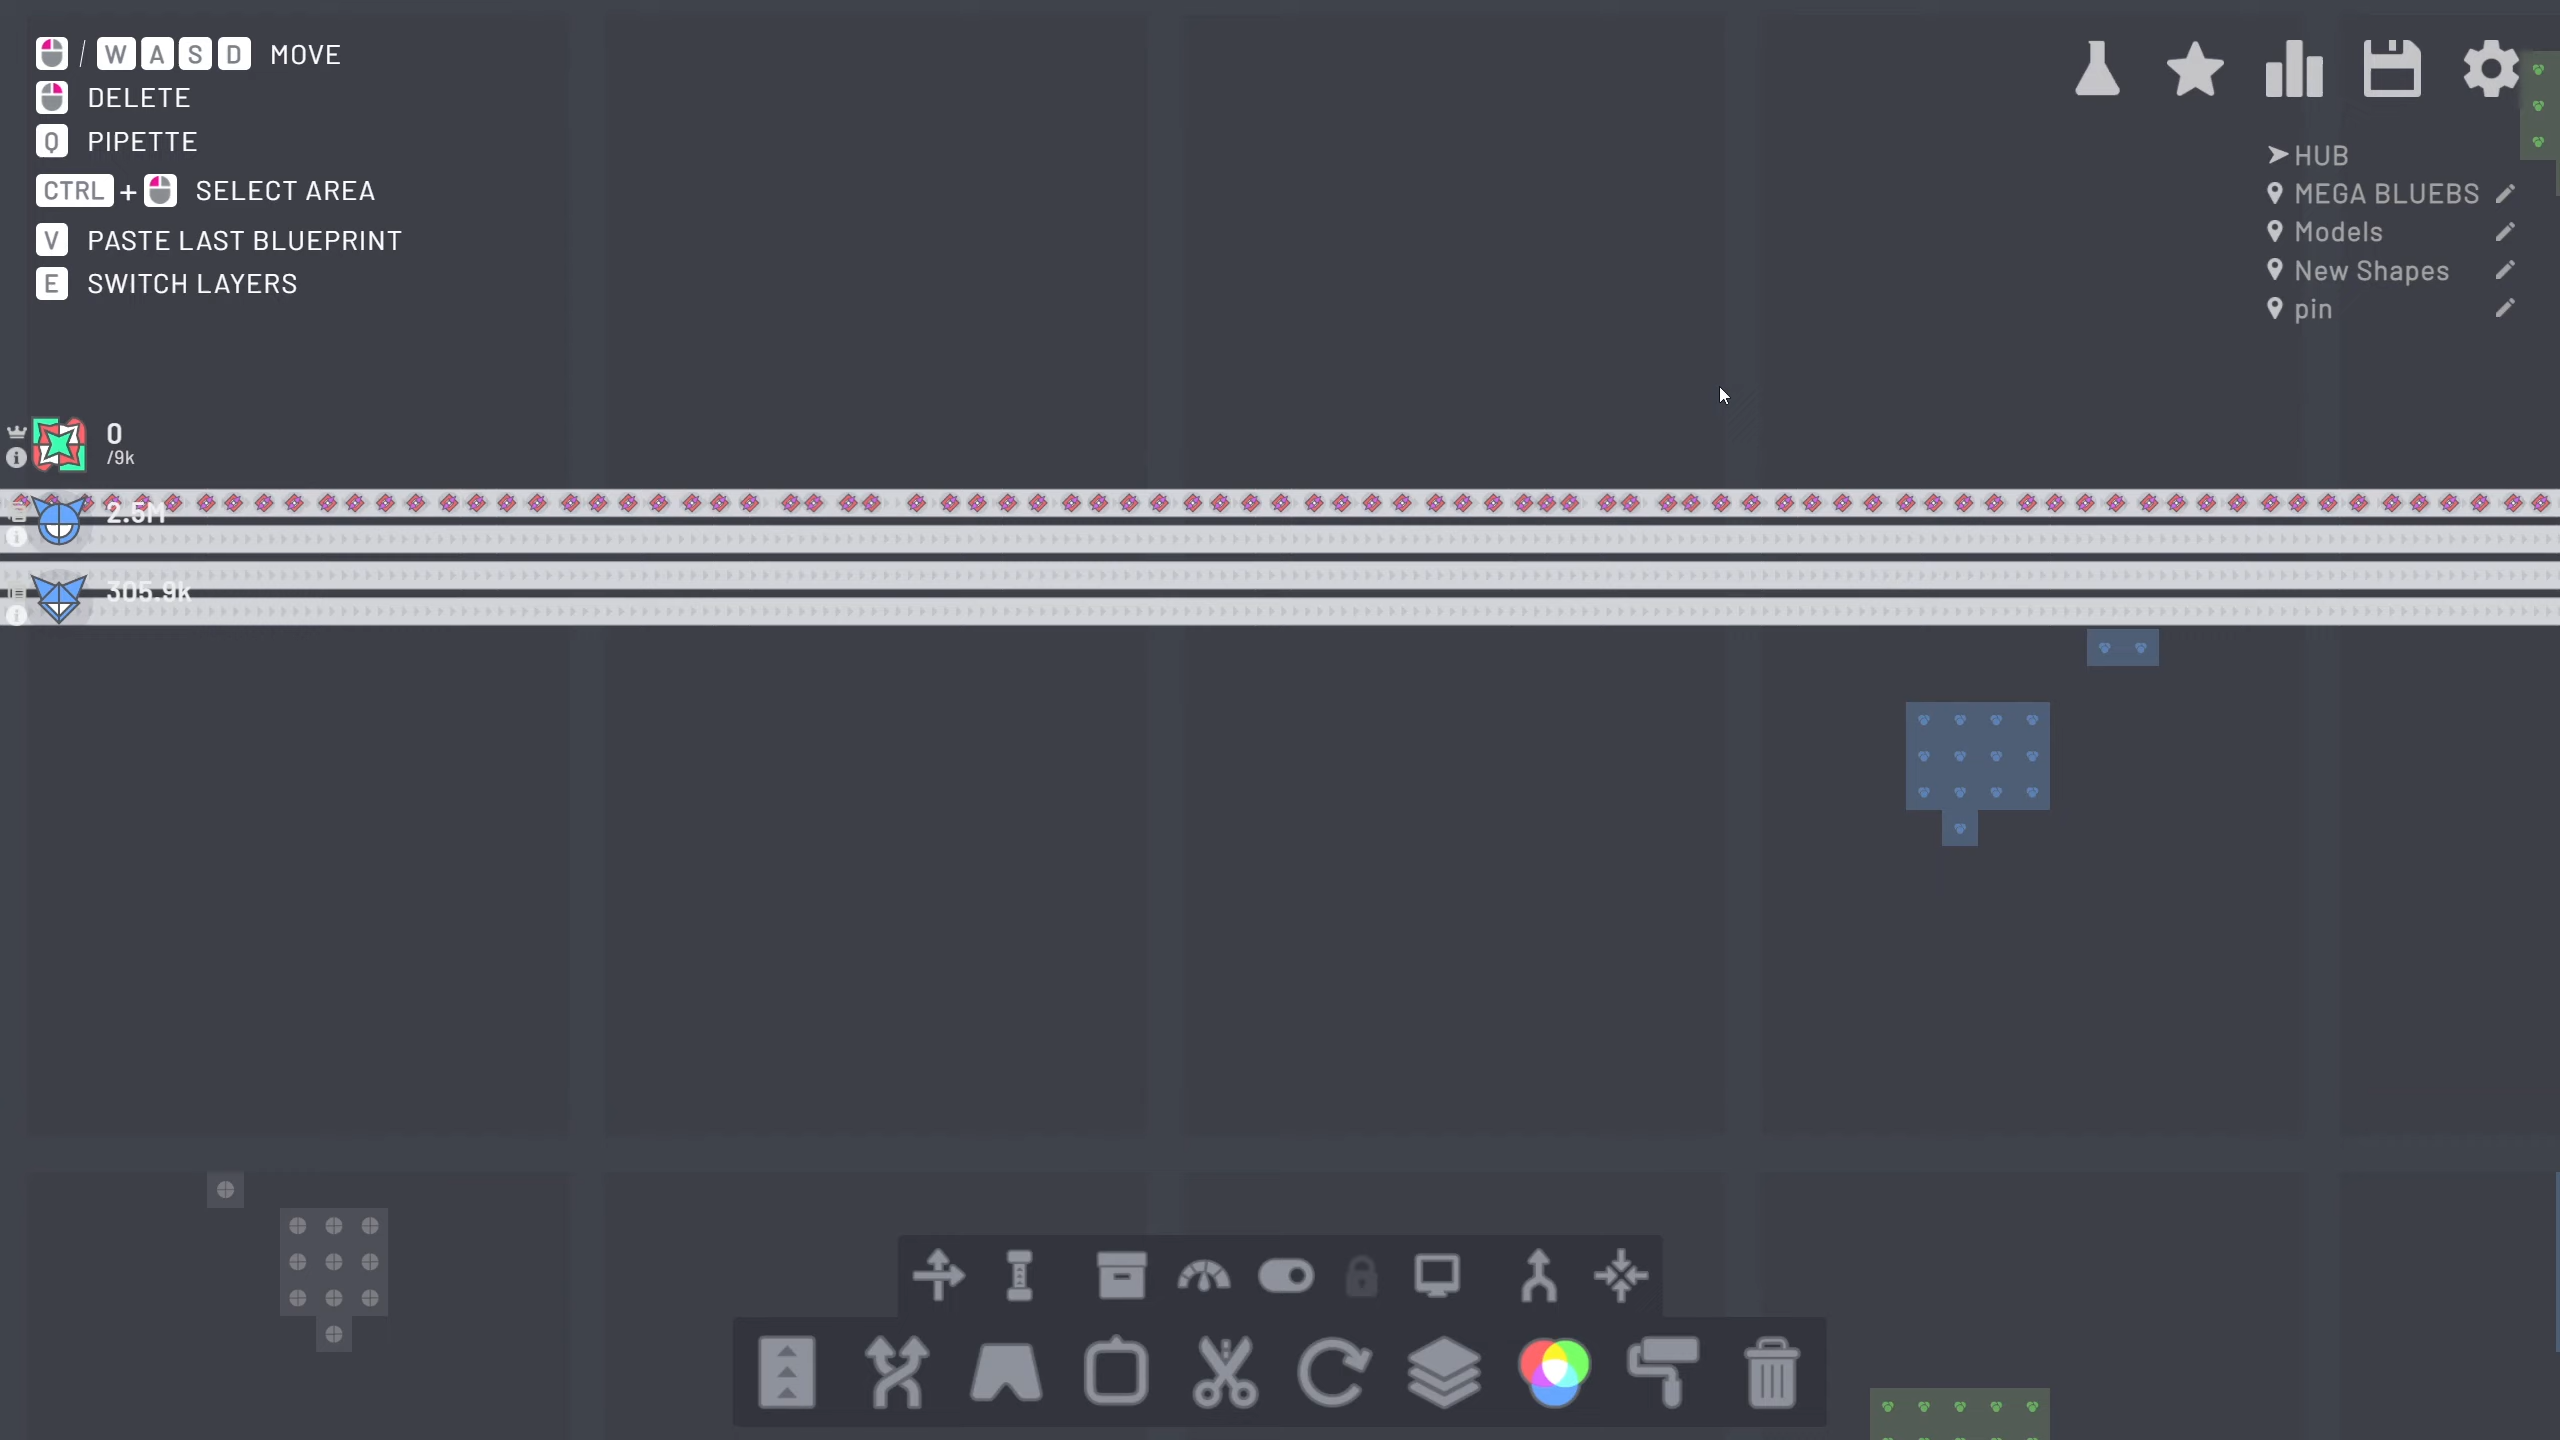 / W A S D MOVE
DELETE
Q PIPETTE
CTRL + SELECT AREA
V PASTE LAST BLUEPRINT
E SWITCH LAYERS
HUB
MEGA BLUEBS
Models
New Shapes
pin
0
/9k
2.5M
305.9k